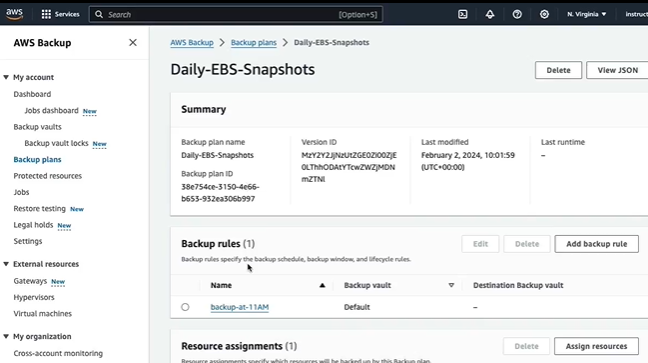 aws
Services
Search
[Option+S]
N. Virginia
instruct
AWS Backup
My account
Dashboard
Jobs dashboard New
Backup vaults
Backup vault locks New
Backup plans
Protected resources
Jobs
Restore testing New
Legal holds New
Settings
External resources
Gateways New
Hypervisors
Virtual machines
My organization
Cross-account monitoring
AWS Backup > Backup plans > Daily-EBS-Snapshots
Daily-EBS-Snapshots
Delete
View JSON
Summary
Backup plan name
Daily-EBS-Snapshots
Backup plan ID
38e754ce-3150-4e66-
b653-932ea306b997
Version ID
Last modified
February 2, 2024, 10:01:59
(UTC+00:00)
Last runtime
–
Backup rules (1)
Edit
Delete
Add backup rule
Backup rules specify the backup schedule, backup window, and lifecycle rules.
Name
Backup vault
Destination Backup vault
backup-at-11AM
Default
–
Resource assignments (1)
Delete
Assign resources
Resource assignments specify which resources will be backed up by this Backup plan.